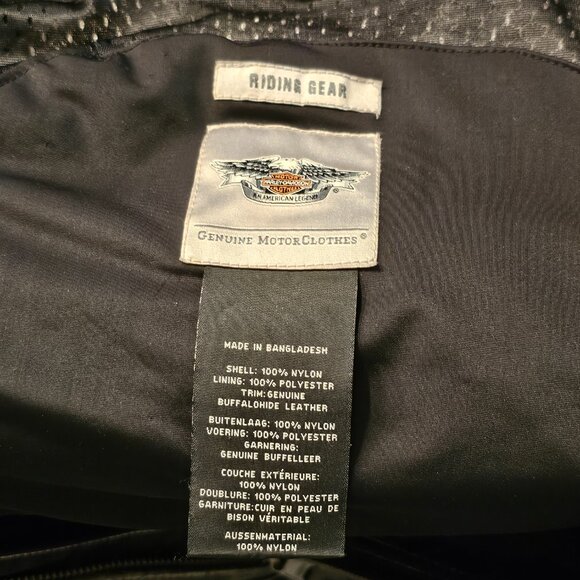 RIDING GEAR
MOTOR
HARLEY-DAVIDSON
CLOTHES
AN AMERICAN LEGEND
GENUINE MOTORCLOTHES®
MADE IN BANGLADESH
SHELL: 100% NYLON
LINING: 100% POLYESTER
TRIM:GENUINE
BUFFALOHIDE LEATHER
BUITENLAAG: 100% NYLON
VOERING: 100% POLYESTER
GARNERING:
GENUINE BUFFELLEER
COUCHE EXTÉRIEURE:
100% NYLON
DOUBLURE: 100% POLYESTER
GARNITURE:CUIR EN PEAU DE
BISON VÉRITABLE
AUSSENMATERIAL:
100% NYLON